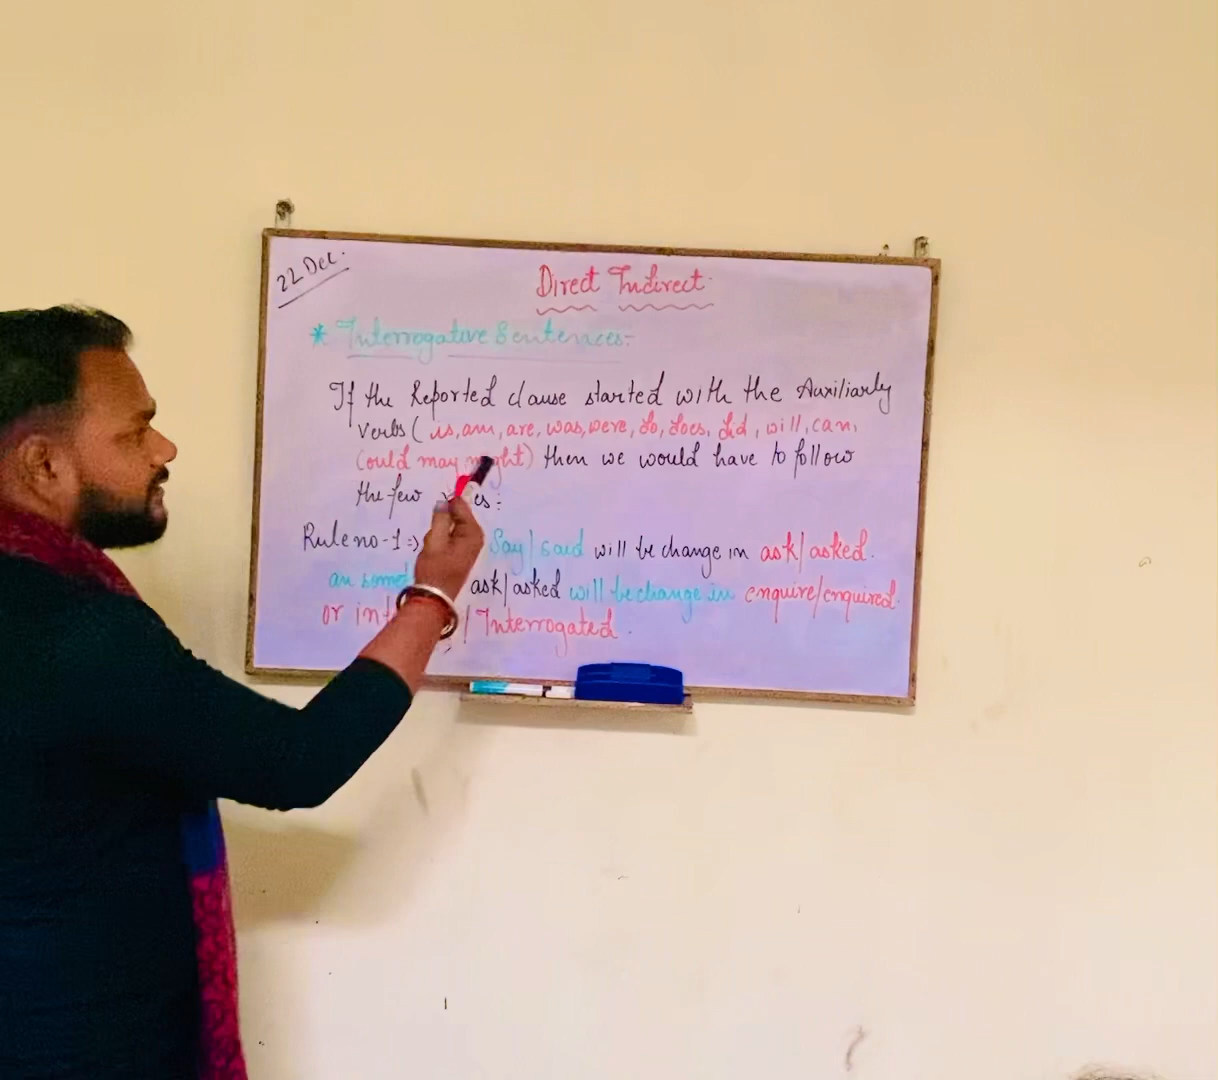 22 Dec.
Direct Indirect
* Interrogative Sentences:-
If the Reported clause started with the Auxiliarly
verbs ( is, am, are, was, were, do, does, did, will, can,
could may might) then we would have to follow
the few
Rule no-1 :⇒ Say/said will be change in ask/asked.
an ask/asked will be change in enquire/enquired.
or /Interrogated.